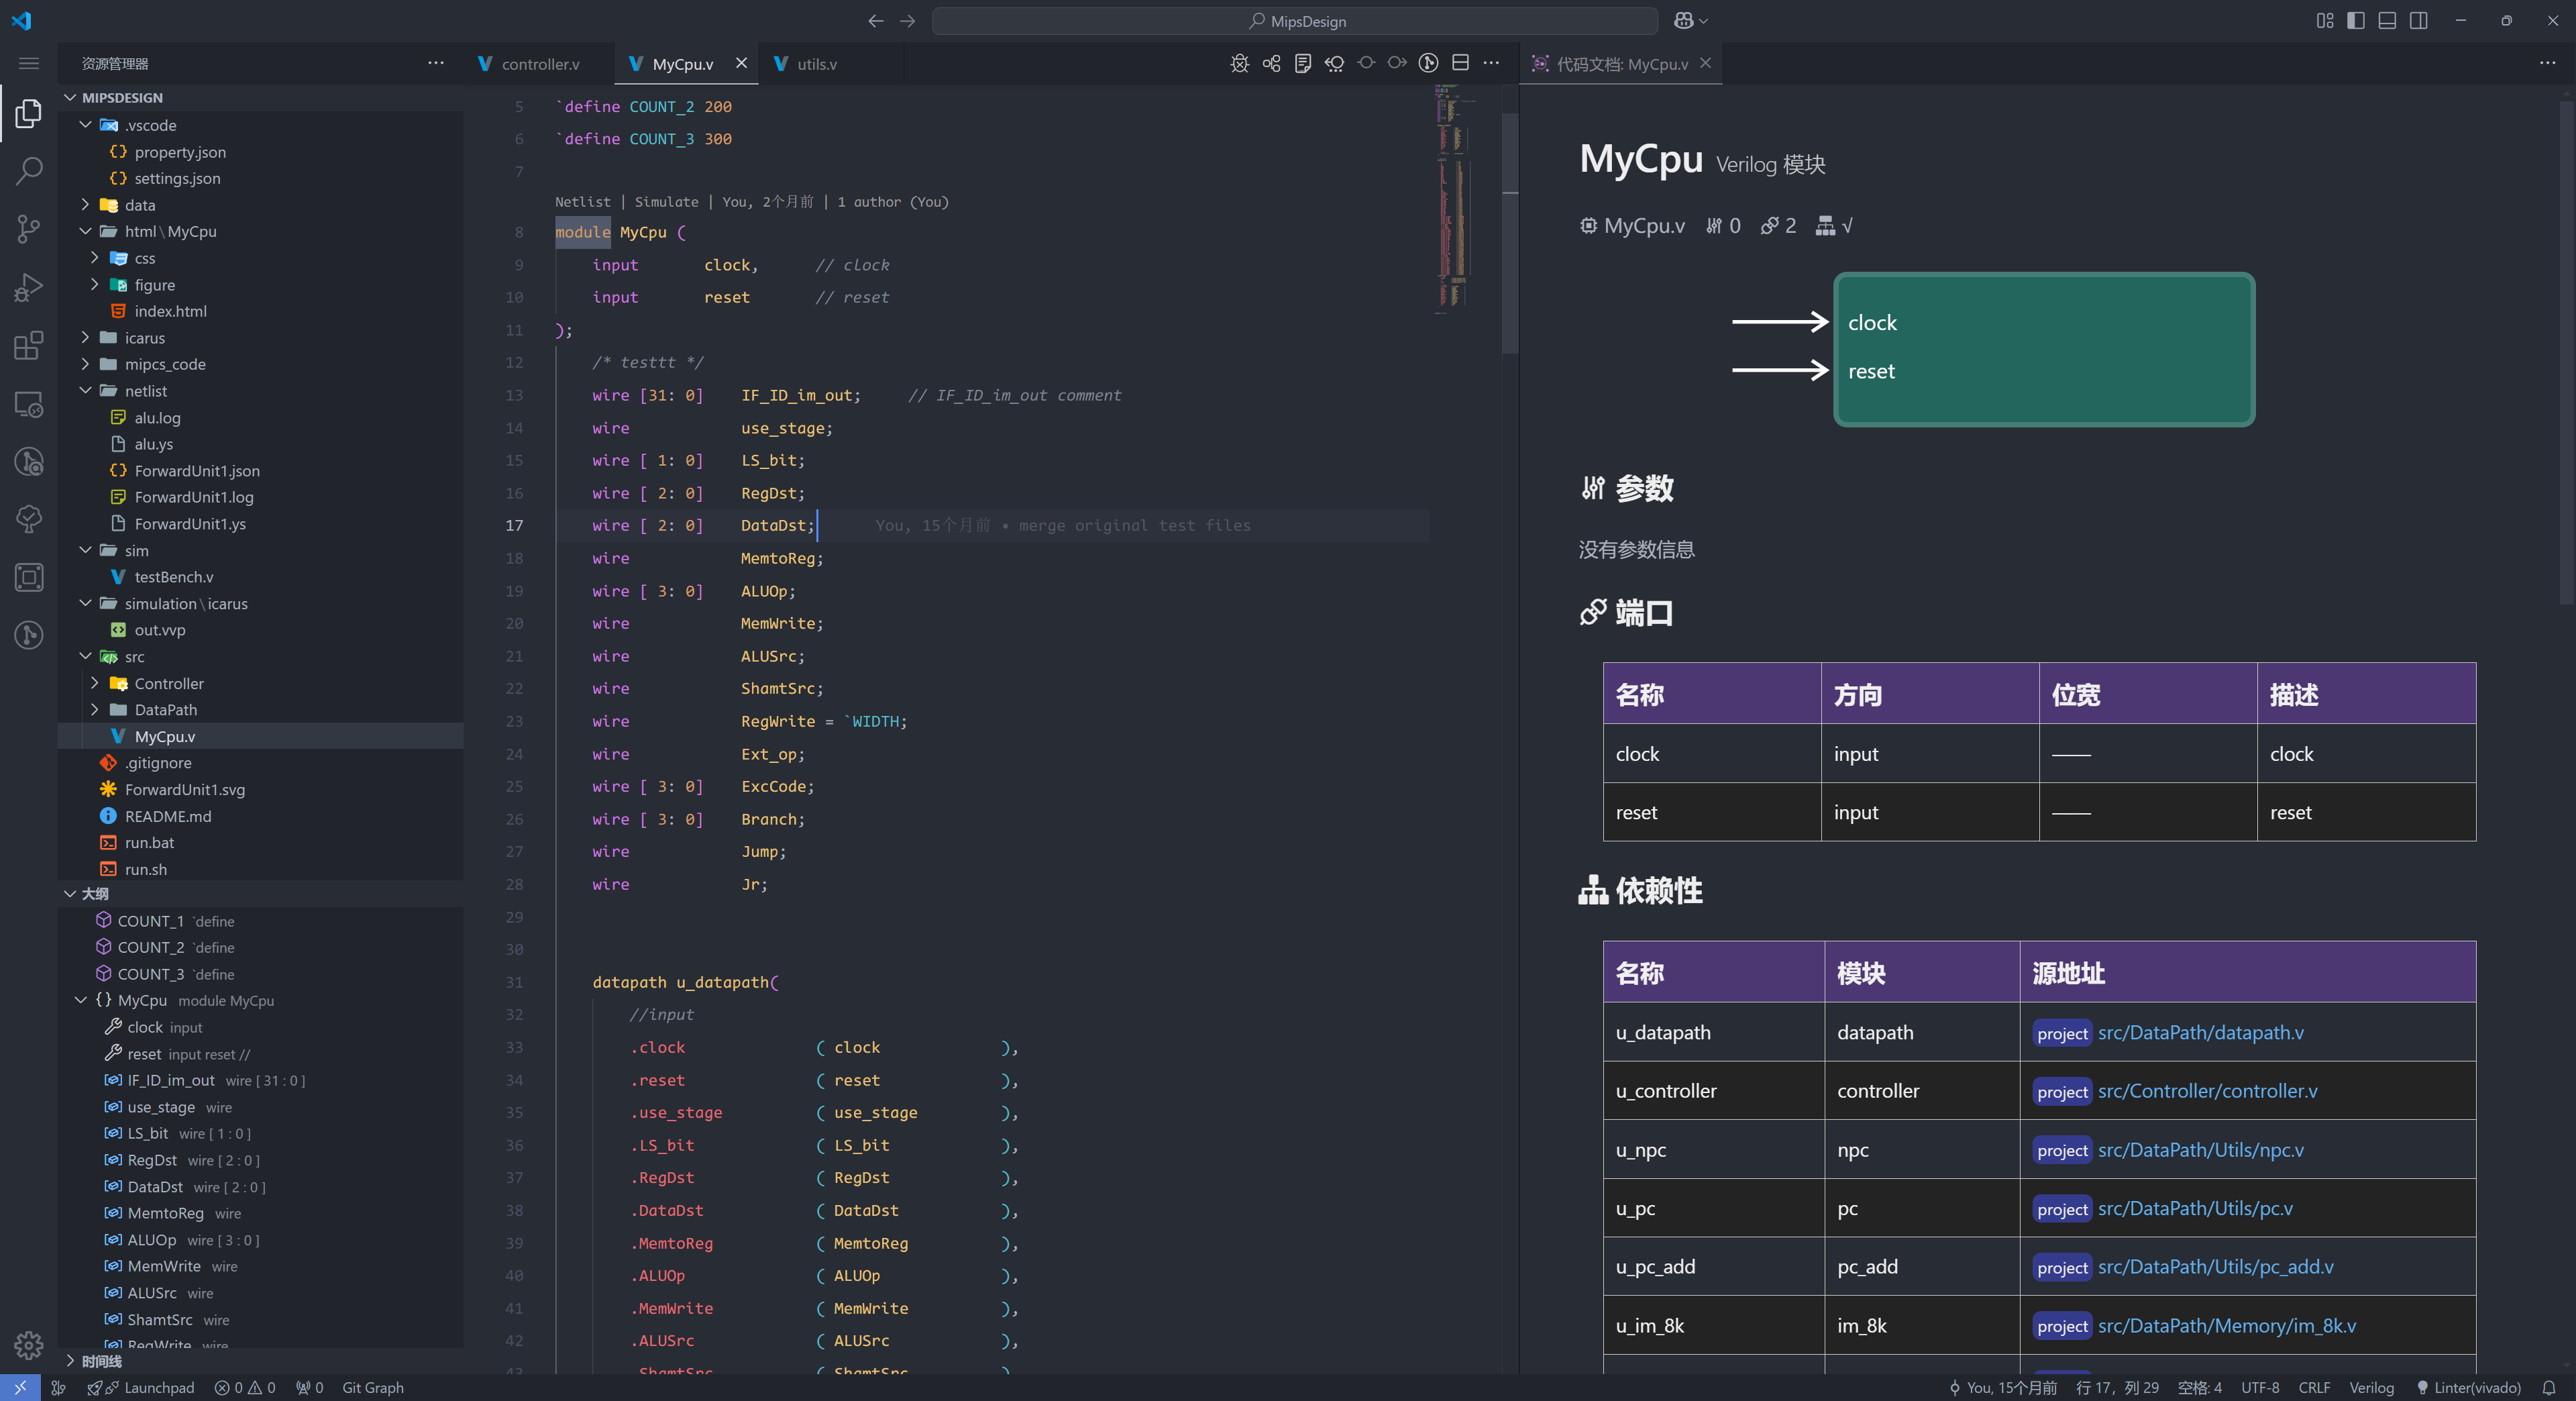 MipsDesign
资源管理器
MIPSDESIGN
.vscode
property.json
settings.json
data
html\MyCpu
css
figure
index.html
icarus
mipcs_code
netlist
alu.log
alu.ys
ForwardUnit1.json
ForwardUnit1.log
ForwardUnit1.ys
sim
testBench.v
simulation\icarus
out.vvp
src
Controller
DataPath
MyCpu.v
.gitignore
ForwardUnit1.svg
README.md
run.bat
run.sh
大纲
COUNT_1 `define
COUNT_2 `define
COUNT_3 `define
{} MyCpu module MyCpu
clock input
reset input reset //
IF_ID_im_out wire [ 31 : 0 ]
use_stage wire
LS_bit wire [ 1 : 0 ]
RegDst wire [ 2 : 0 ]
DataDst wire [ 2 : 0 ]
MemtoReg wire
ALUOp wire [ 3 : 0 ]
MemWrite wire
ALUSrc wire
ShamtSrc wire
RegWrite wire
时间线
controller.v MyCpu.v utils.v
5 `define COUNT_2 200
6 `define COUNT_3 300
7
Netlist | Simulate | You, 2个月前 | 1 author (You)
8 module MyCpu (
9 input clock, // clock
10 input reset // reset
11 );
12 /* testtt */
13 wire [31: 0] IF_ID_im_out; // IF_ID_im_out comment
14 wire use_stage;
15 wire [ 1: 0] LS_bit;
16 wire [ 2: 0] RegDst;
17 wire [ 2: 0] DataDst; You, 15个月前 • merge original test files
18 wire MemtoReg;
19 wire [ 3: 0] ALUOp;
20 wire MemWrite;
21 wire ALUSrc;
22 wire ShamtSrc;
23 wire RegWrite = `WIDTH;
24 wire Ext_op;
25 wire [ 3: 0] ExcCode;
26 wire [ 3: 0] Branch;
27 wire Jump;
28 wire Jr;
29
30
31 datapath u_datapath(
32 //input
33 .clock ( clock ),
34 .reset ( reset ),
35 .use_stage ( use_stage ),
36 .LS_bit ( LS_bit ),
37 .RegDst ( RegDst ),
38 .DataDst ( DataDst ),
39 .MemtoReg ( MemtoReg ),
40 .ALUOp ( ALUOp ),
41 .MemWrite ( MemWrite ),
42 .ALUSrc ( ALUSrc ),
43 .ShamtSrc ( ShamtSrc ),
代码文档: MyCpu.v
MyCpu Verilog 模块
MyCpu.v 0 2 √
clock
reset
参数
没有参数信息
端口
名称 方向 位宽 描述
clock input —— clock
reset input —— reset
依赖性
名称 模块 源地址
u_datapath datapath project src/DataPath/datapath.v
u_controller controller project src/Controller/controller.v
u_npc npc project src/DataPath/Utils/npc.v
u_pc pc project src/DataPath/Utils/pc.v
u_pc_add pc_add project src/DataPath/Utils/pc_add.v
u_im_8k im_8k project src/DataPath/Memory/im_8k.v
Launchpad 0 0 0 Git Graph
You, 15个月前 行 17，列 29 空格: 4 UTF-8 CRLF Verilog Linter(vivado)